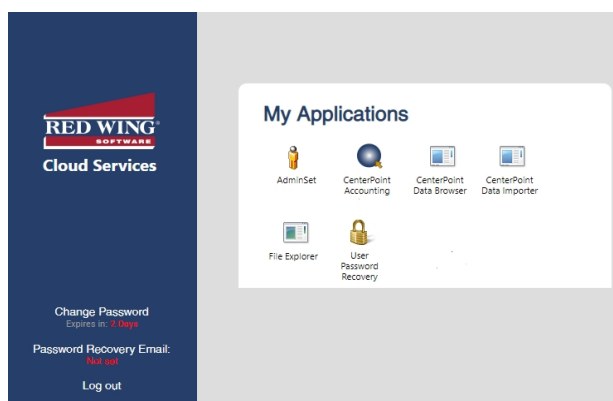 RED WING®
SOFTWARE
Cloud Services
Change Password
Expires in: 2 Days
Password Recovery Email:
Not set
Log out
My Applications
AdminSet
CenterPoint
Accounting
CenterPoint
Data Browser
CenterPoint
Data Importer
File Explorer
User
Password
Recovery